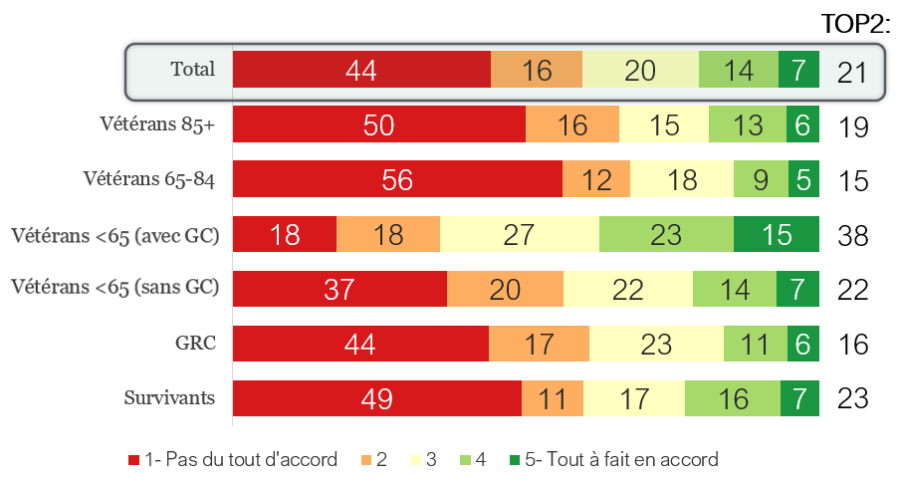 TOP2:
Total 44 16 20 14 7 21
Vétérans 85+ 50 16 15 13 6 19
Vétérans 65-84 56 12 18 9 5 15
Vétérans <65 (avec GC) 18 18 27 23 15 38
Vétérans <65 (sans GC) 37 20 22 14 7 22
GRC 44 17 23 11 6 16
Survivants 49 11 17 16 7 23
1- Pas du tout d'accord 2 3 4 5- Tout à fait en accord